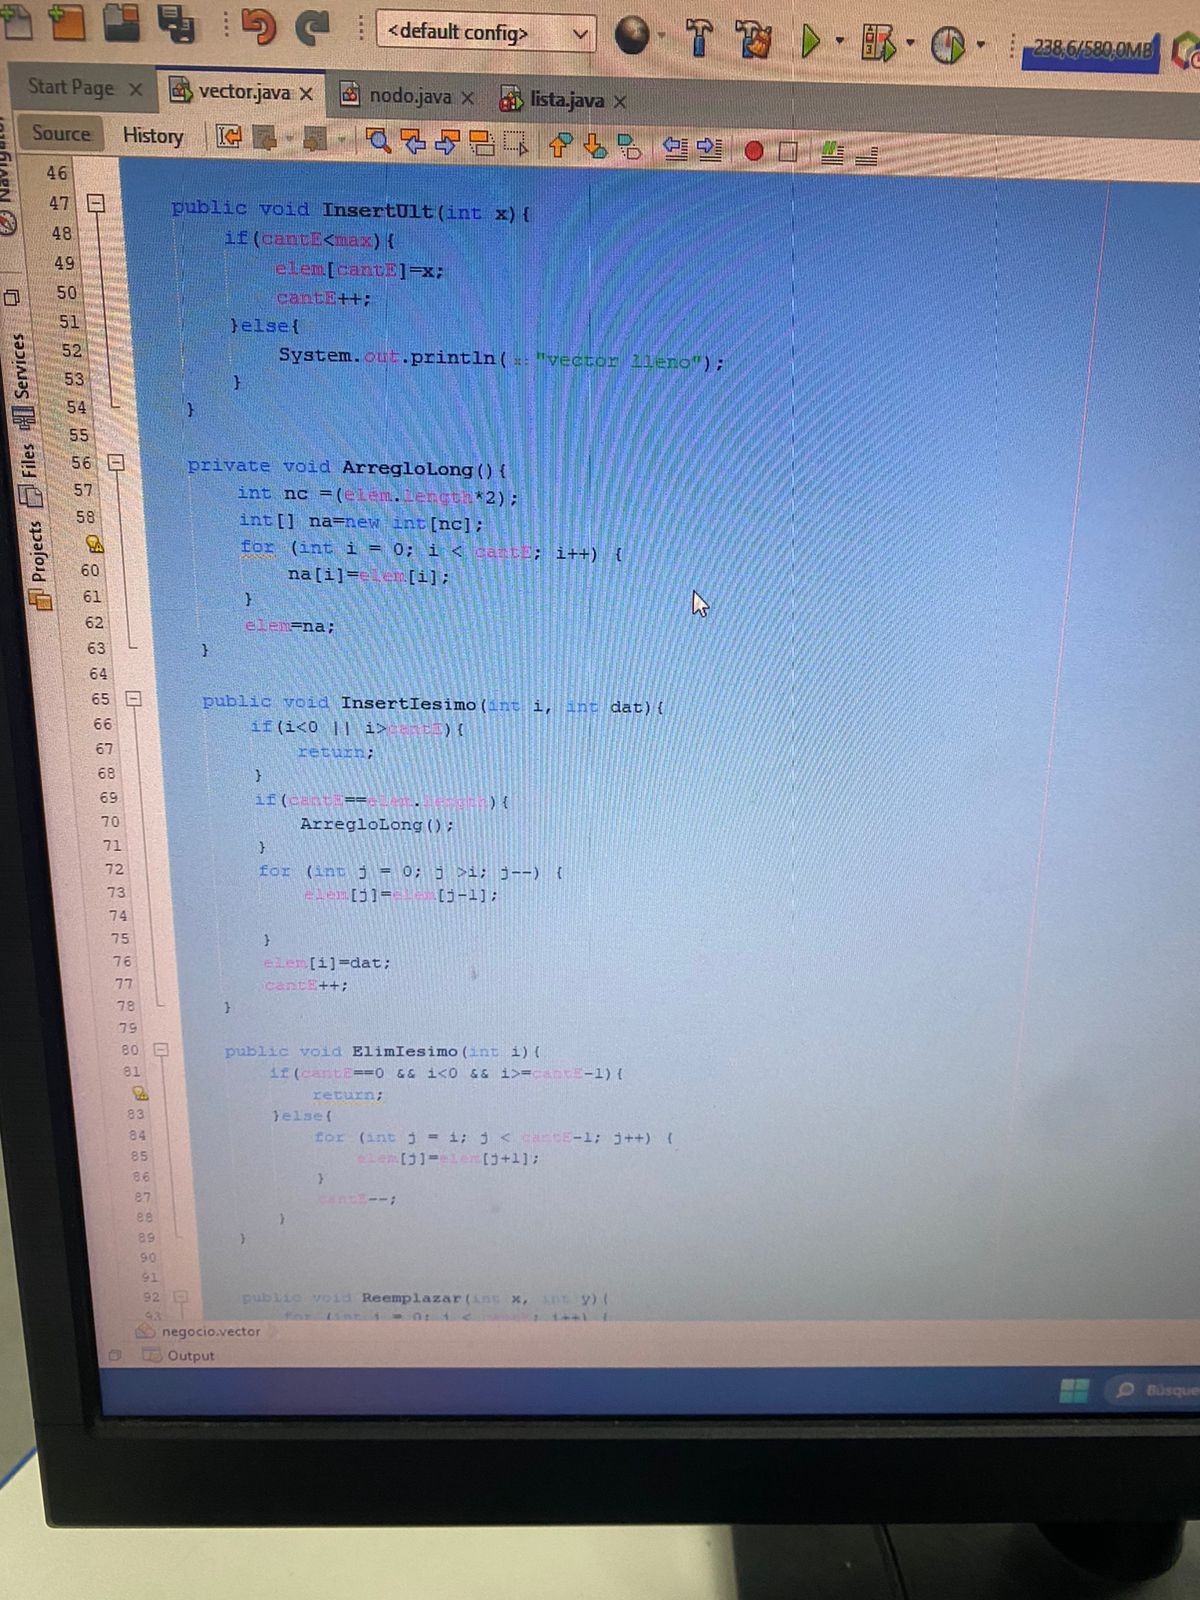 <default config>
238,6/580,0MB
Start Page
vector.java
nodo.java
lista.java
Source
History
Navigator
Services
Files
Projects
46
47 public void InsertUlt(int x){
48 if(cantE<max){
49 elem[cantE]=x;
50 cantE++;
51 }else{
52 System.out.println( x: "vector lleno");
53 }
54 }
55
56 private void ArregloLong(){
57 int nc =(elem.length*2);
58 int[] na=new int[nc];
for (int i = 0; i < cantE; i++) {
60 na[i]=elem[i];
61 }
62 elem=na;
63 }
64
65 public void InsertIesimo(int i, int dat){
66 if(i<0 || i>cantE){
67 return;
68 }
69 if(cantE==elem.length){
70 ArregloLong();
71 }
72 for (int j = 0; j >i; j--) {
73 elem[j]=elem[j-1];
74
75 }
76 elem[i]=dat;
77 cantE++;
78 }
79
80 public void ElimIesimo(int i){
81 if(cantE==0 && i<0 && i>=cantE-1){
return;
83 }else{
84 for (int j = i; j < cantE-1; j++) {
85 elem[j]=elem[j+1];
86 }
87 cantE--;
88 }
89 }
90
91
92 public void Reemplazar(int x, int y){
93 for (int i = 0; i < cantE; i++) {
negocio.vector
Output
Búsque